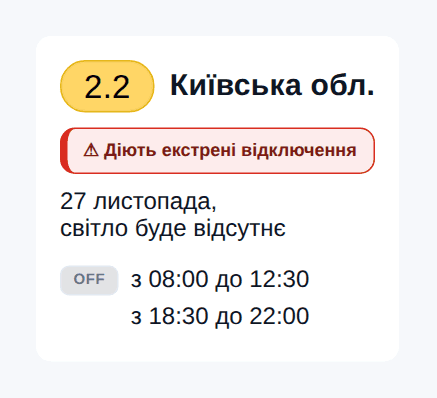 2.2 Київська обл.
⚠ Діють екстрені відключення
27 листопада,
світло буде відсутнє
OFF з 08:00 до 12:30
з 18:30 до 22:00